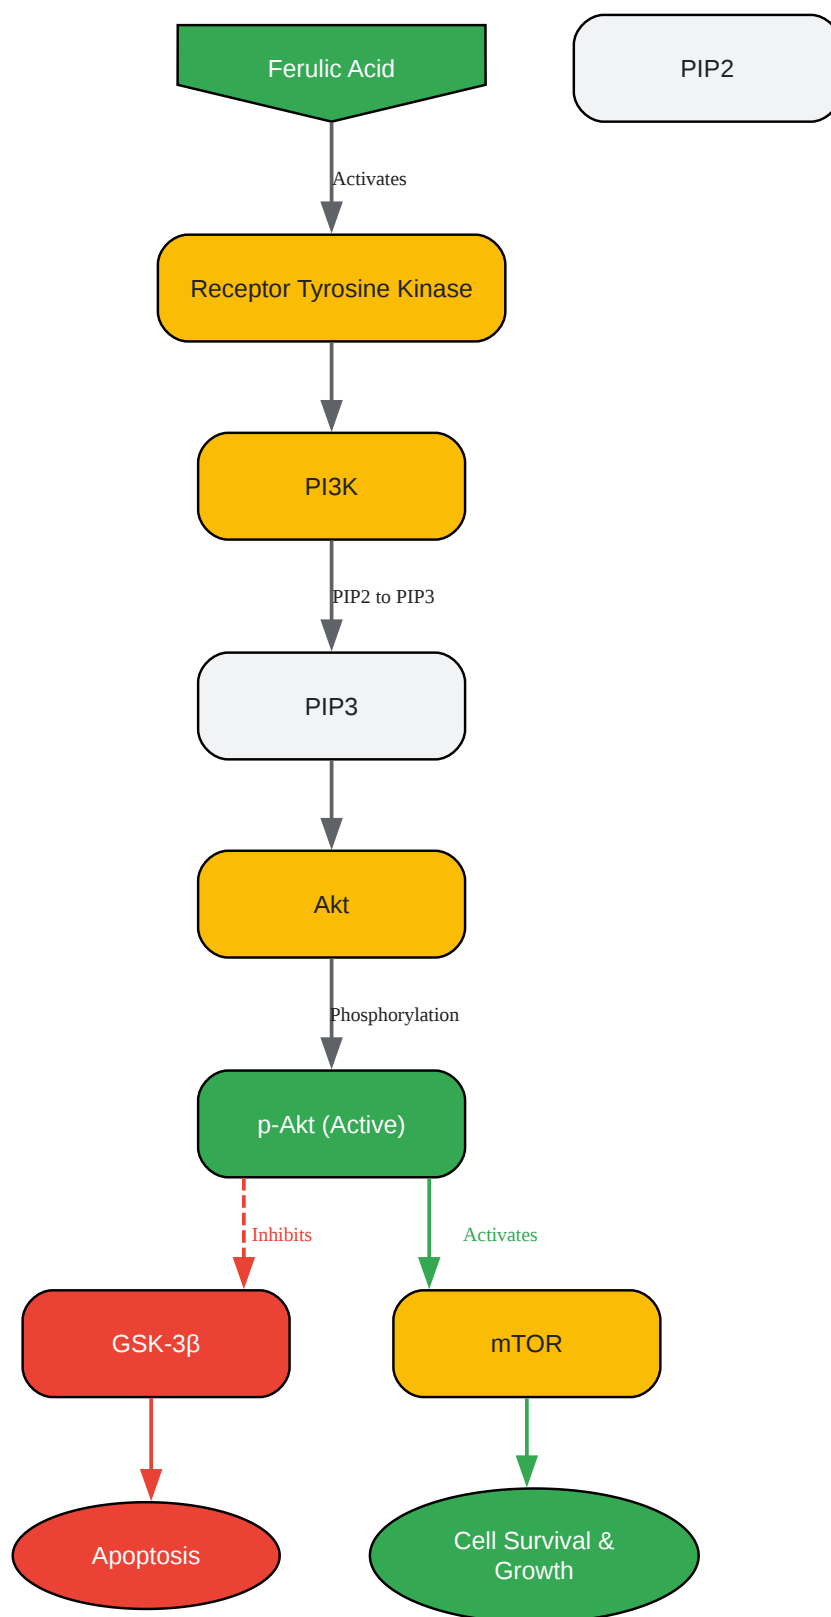 Ferulic Acid
PIP2
Activates
Receptor Tyrosine Kinase
PI3K
PIP2 to PIP3
PIP3
Akt
Phosphorylation
p-Akt (Active)
Inhibits
Activates
GSK-3β
mTOR
Apoptosis
Cell Survival &
Growth